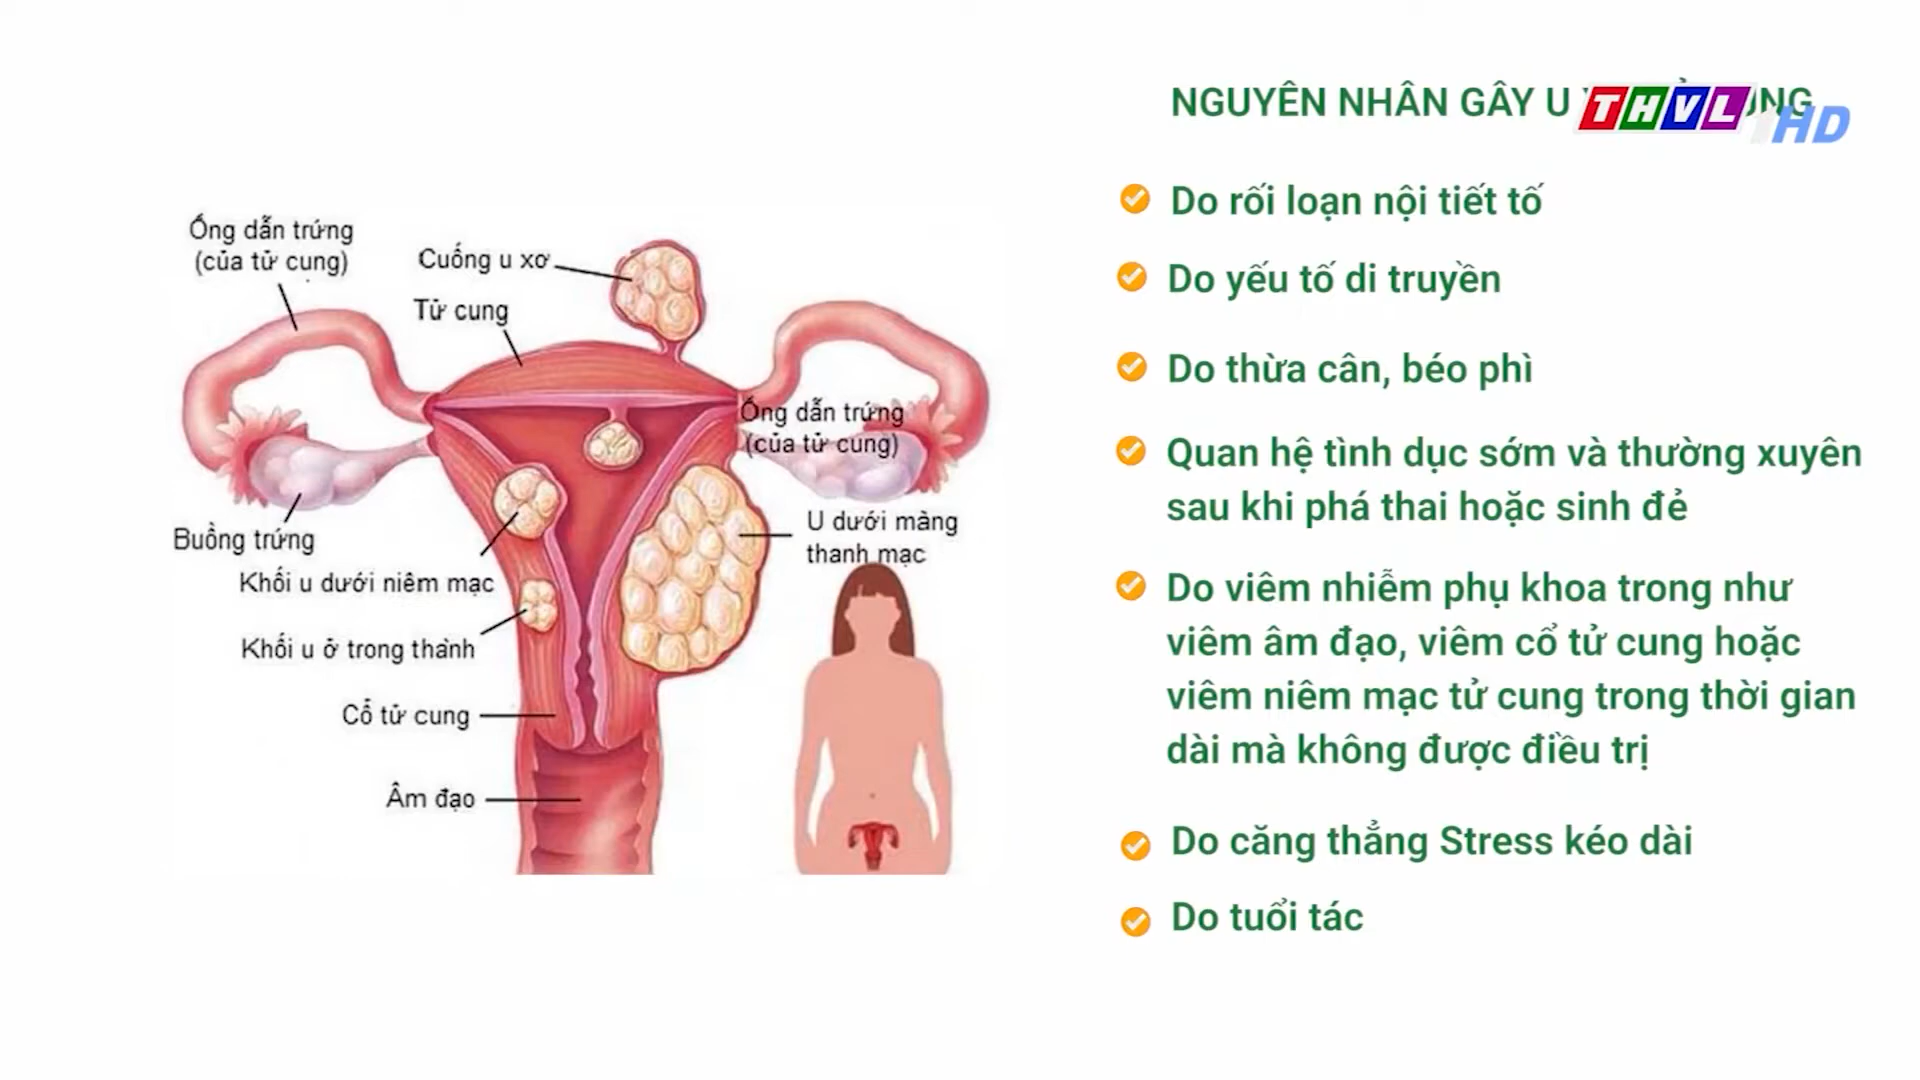 NGUYÊN NHÂN GÂY U
THVL
1HD
Do rối loạn nội tiết tố
Do yếu tố di truyền
Do thừa cân, béo phì
Quan hệ tình dục sớm và thường xuyên
sau khi phá thai hoặc sinh đẻ
Do viêm nhiễm phụ khoa trong như
viêm âm đạo, viêm cổ tử cung hoặc
viêm niêm mạc tử cung trong thời gian
dài mà không được điều trị
Do căng thẳng Stress kéo dài
Do tuổi tác
Ống dẫn trứng
(của tử cung)
Cuống u xơ
Tử cung
Ống dẫn trứng
(của tử cung)
Buồng trứng
U dưới màng
thanh mạc
Khối u dưới niêm mạc
Khối u ở trong thành
Cổ tử cung
Âm đạo